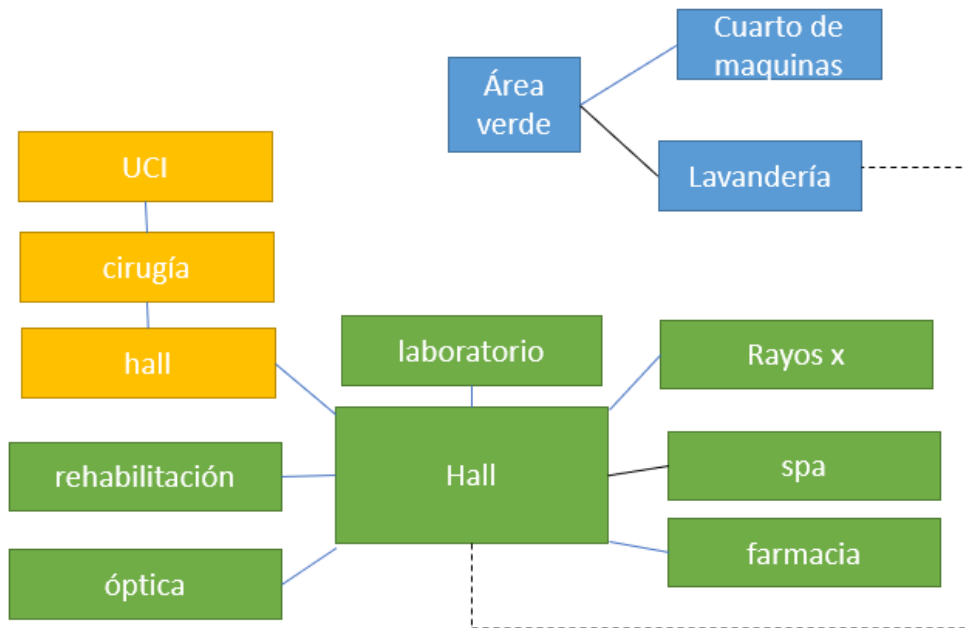 Cuarto de
maquinas
Área
verde
Lavandería
UCI
cirugía
hall
laboratorio
Rayos x
rehabilitación
Hall
spa
óptica
farmacia